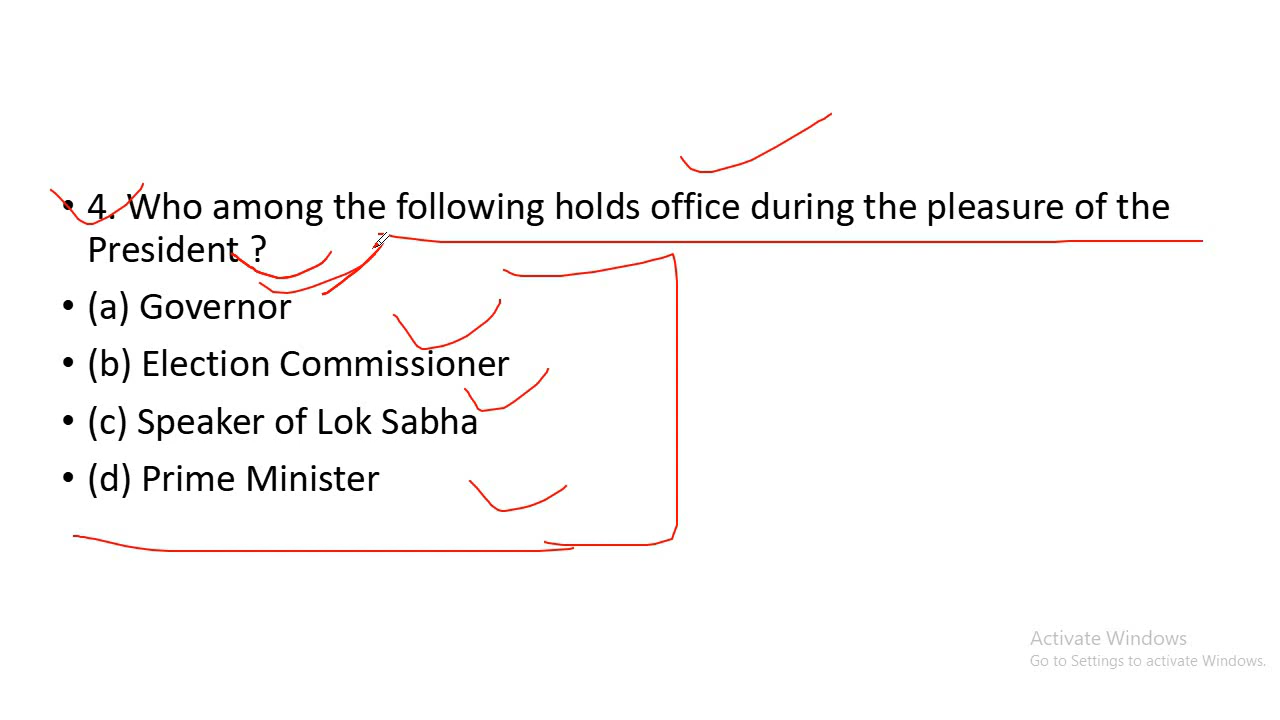 • 4. Who among the following holds office during the pleasure of the
President ?
• (a) Governor
• (b) Election Commissioner
• (c) Speaker of Lok Sabha
• (d) Prime Minister
Activate Windows
Go to Settings to activate Windows.